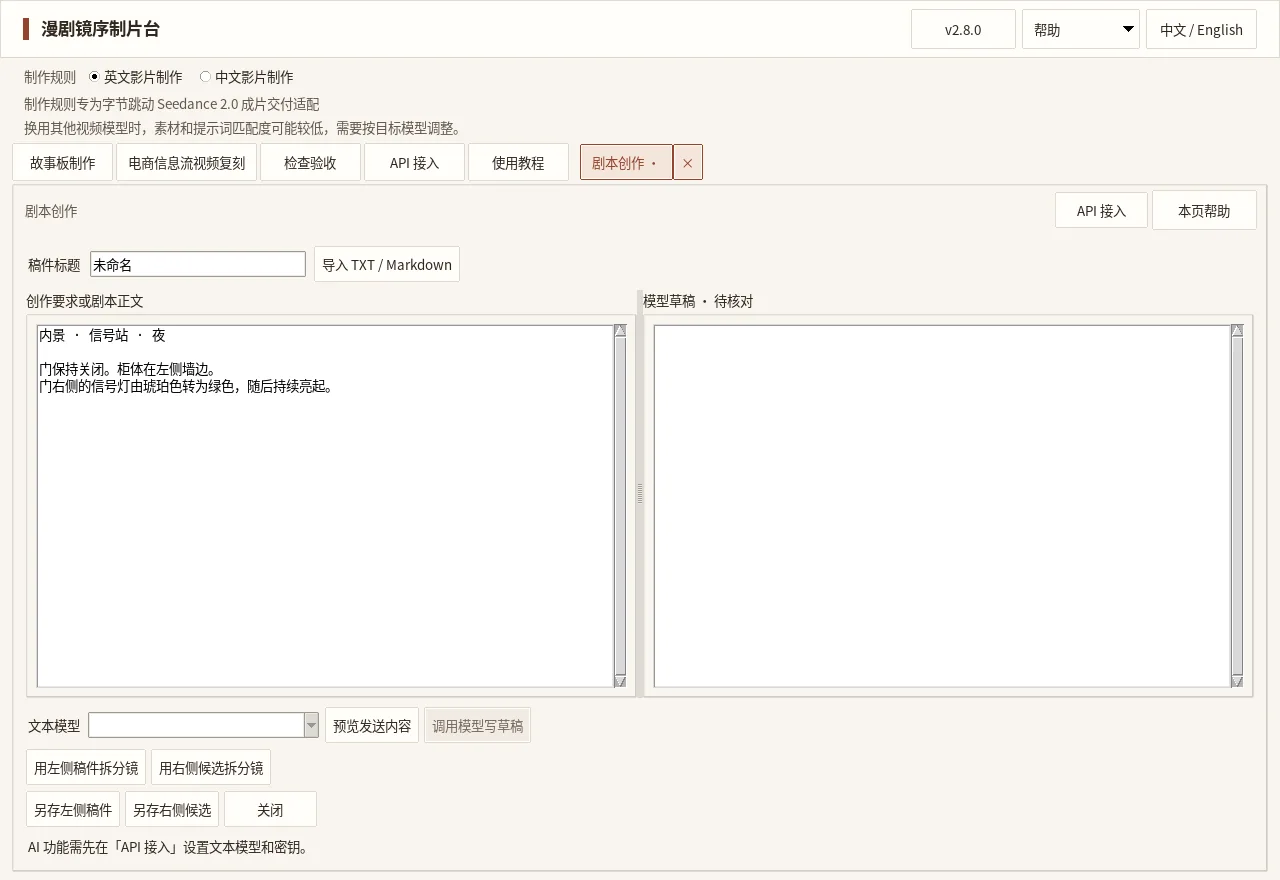 漫剧镜序制片台
v2.8.0
帮助
中文 / English
制作规则 英文影片制作 中文影片制作
制作规则专为字节跳动 Seedance 2.0 成片交付适配
换用其他视频模型时，素材和提示词匹配度可能较低，需要按目标模型调整。
故事板制作 电商信息流视频复刻 检查验收 API 接入 使用教程 剧本创作 · ×
剧本创作
API 接入 本页帮助
稿件标题 未命名 导入 TXT / Markdown
创作要求或剧本正文
模型草稿 · 待核对
内景 · 信号站 · 夜
门保持关闭。柜体在左侧墙边。
门右侧的信号灯由琥珀色转为绿色，随后持续亮起。
文本模型 预览发送内容 调用模型写草稿
用左侧稿件拆分镜 用右侧候选拆分镜
另存左侧稿件 另存右侧候选 关闭
AI 功能需先在「API 接入」设置文本模型和密钥。